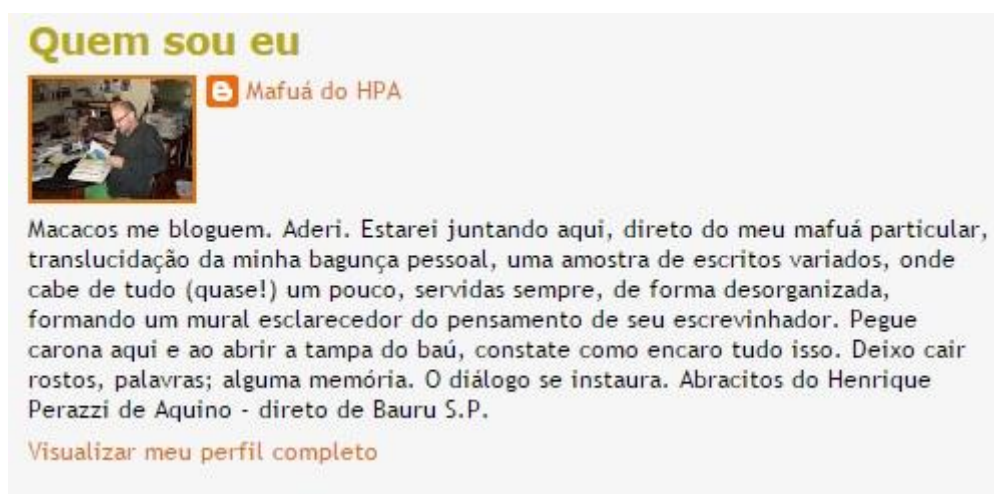 Quem sou eu
Mafuá do HPA
Macacos me bloguem. Aderi. Estarei juntando aqui, direto do meu mafuá particular,
translucidação da minha bagunça pessoal, uma amostra de escritos variados, onde
cabe de tudo (quase!) um pouco, servidas sempre, de forma desorganizada,
formando um mural esclarecedor do pensamento de seu escrevinhador. Pegue
carona aqui e ao abrir a tampa do baú, constate como encaro tudo isso. Deixo cair
rostos, palavras; alguma memória. O diálogo se instaura. Abracitos do Henrique
Perazzi de Aquino - direto de Bauru S.P.
Visualizar meu perfil completo